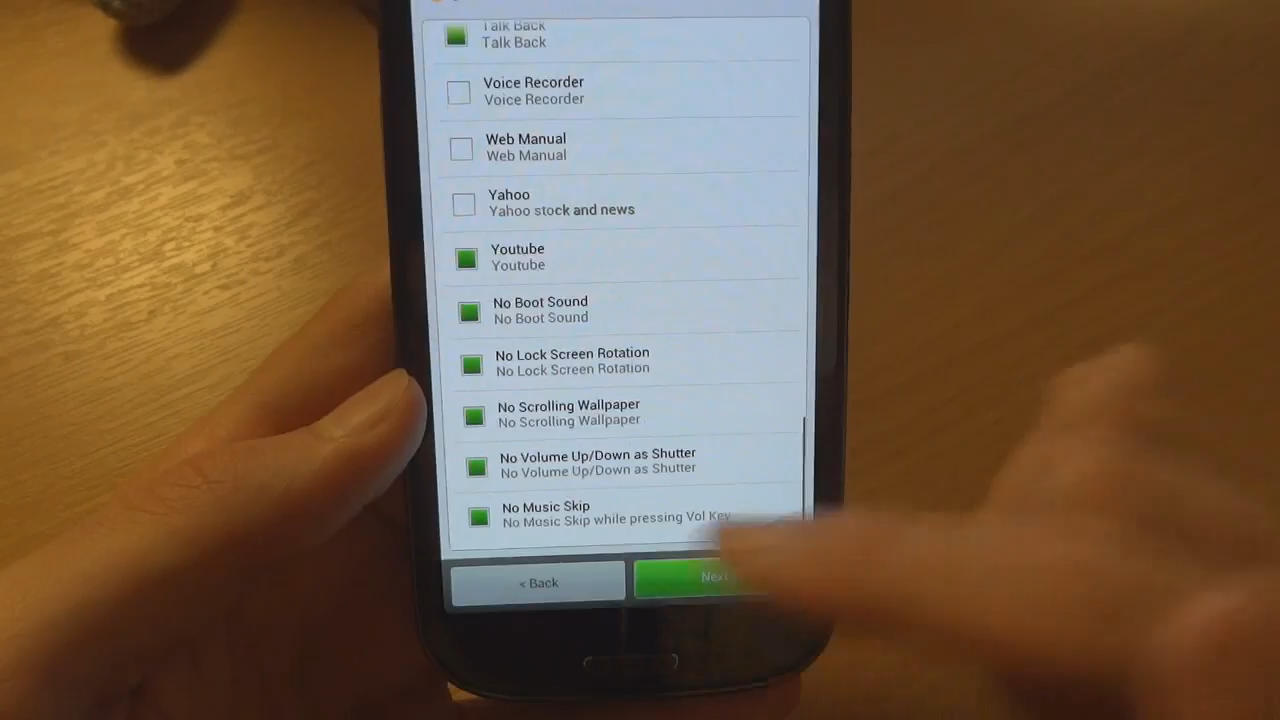 Talk Back
Talk Back
Voice Recorder
Voice Recorder
Web Manual
Web Manual
Yahoo
Yahoo stock and news
Youtube
Youtube
No Boot Sound
No Boot Sound
No Lock Screen Rotation
No Lock Screen Rotation
No Scrolling Wallpaper
No Scrolling Wallpaper
No Volume Up/Down as Shutter
No Volume Up/Down as Shutter
No Music Skip
No Music Skip while pressing Vol Key
< Back
Next